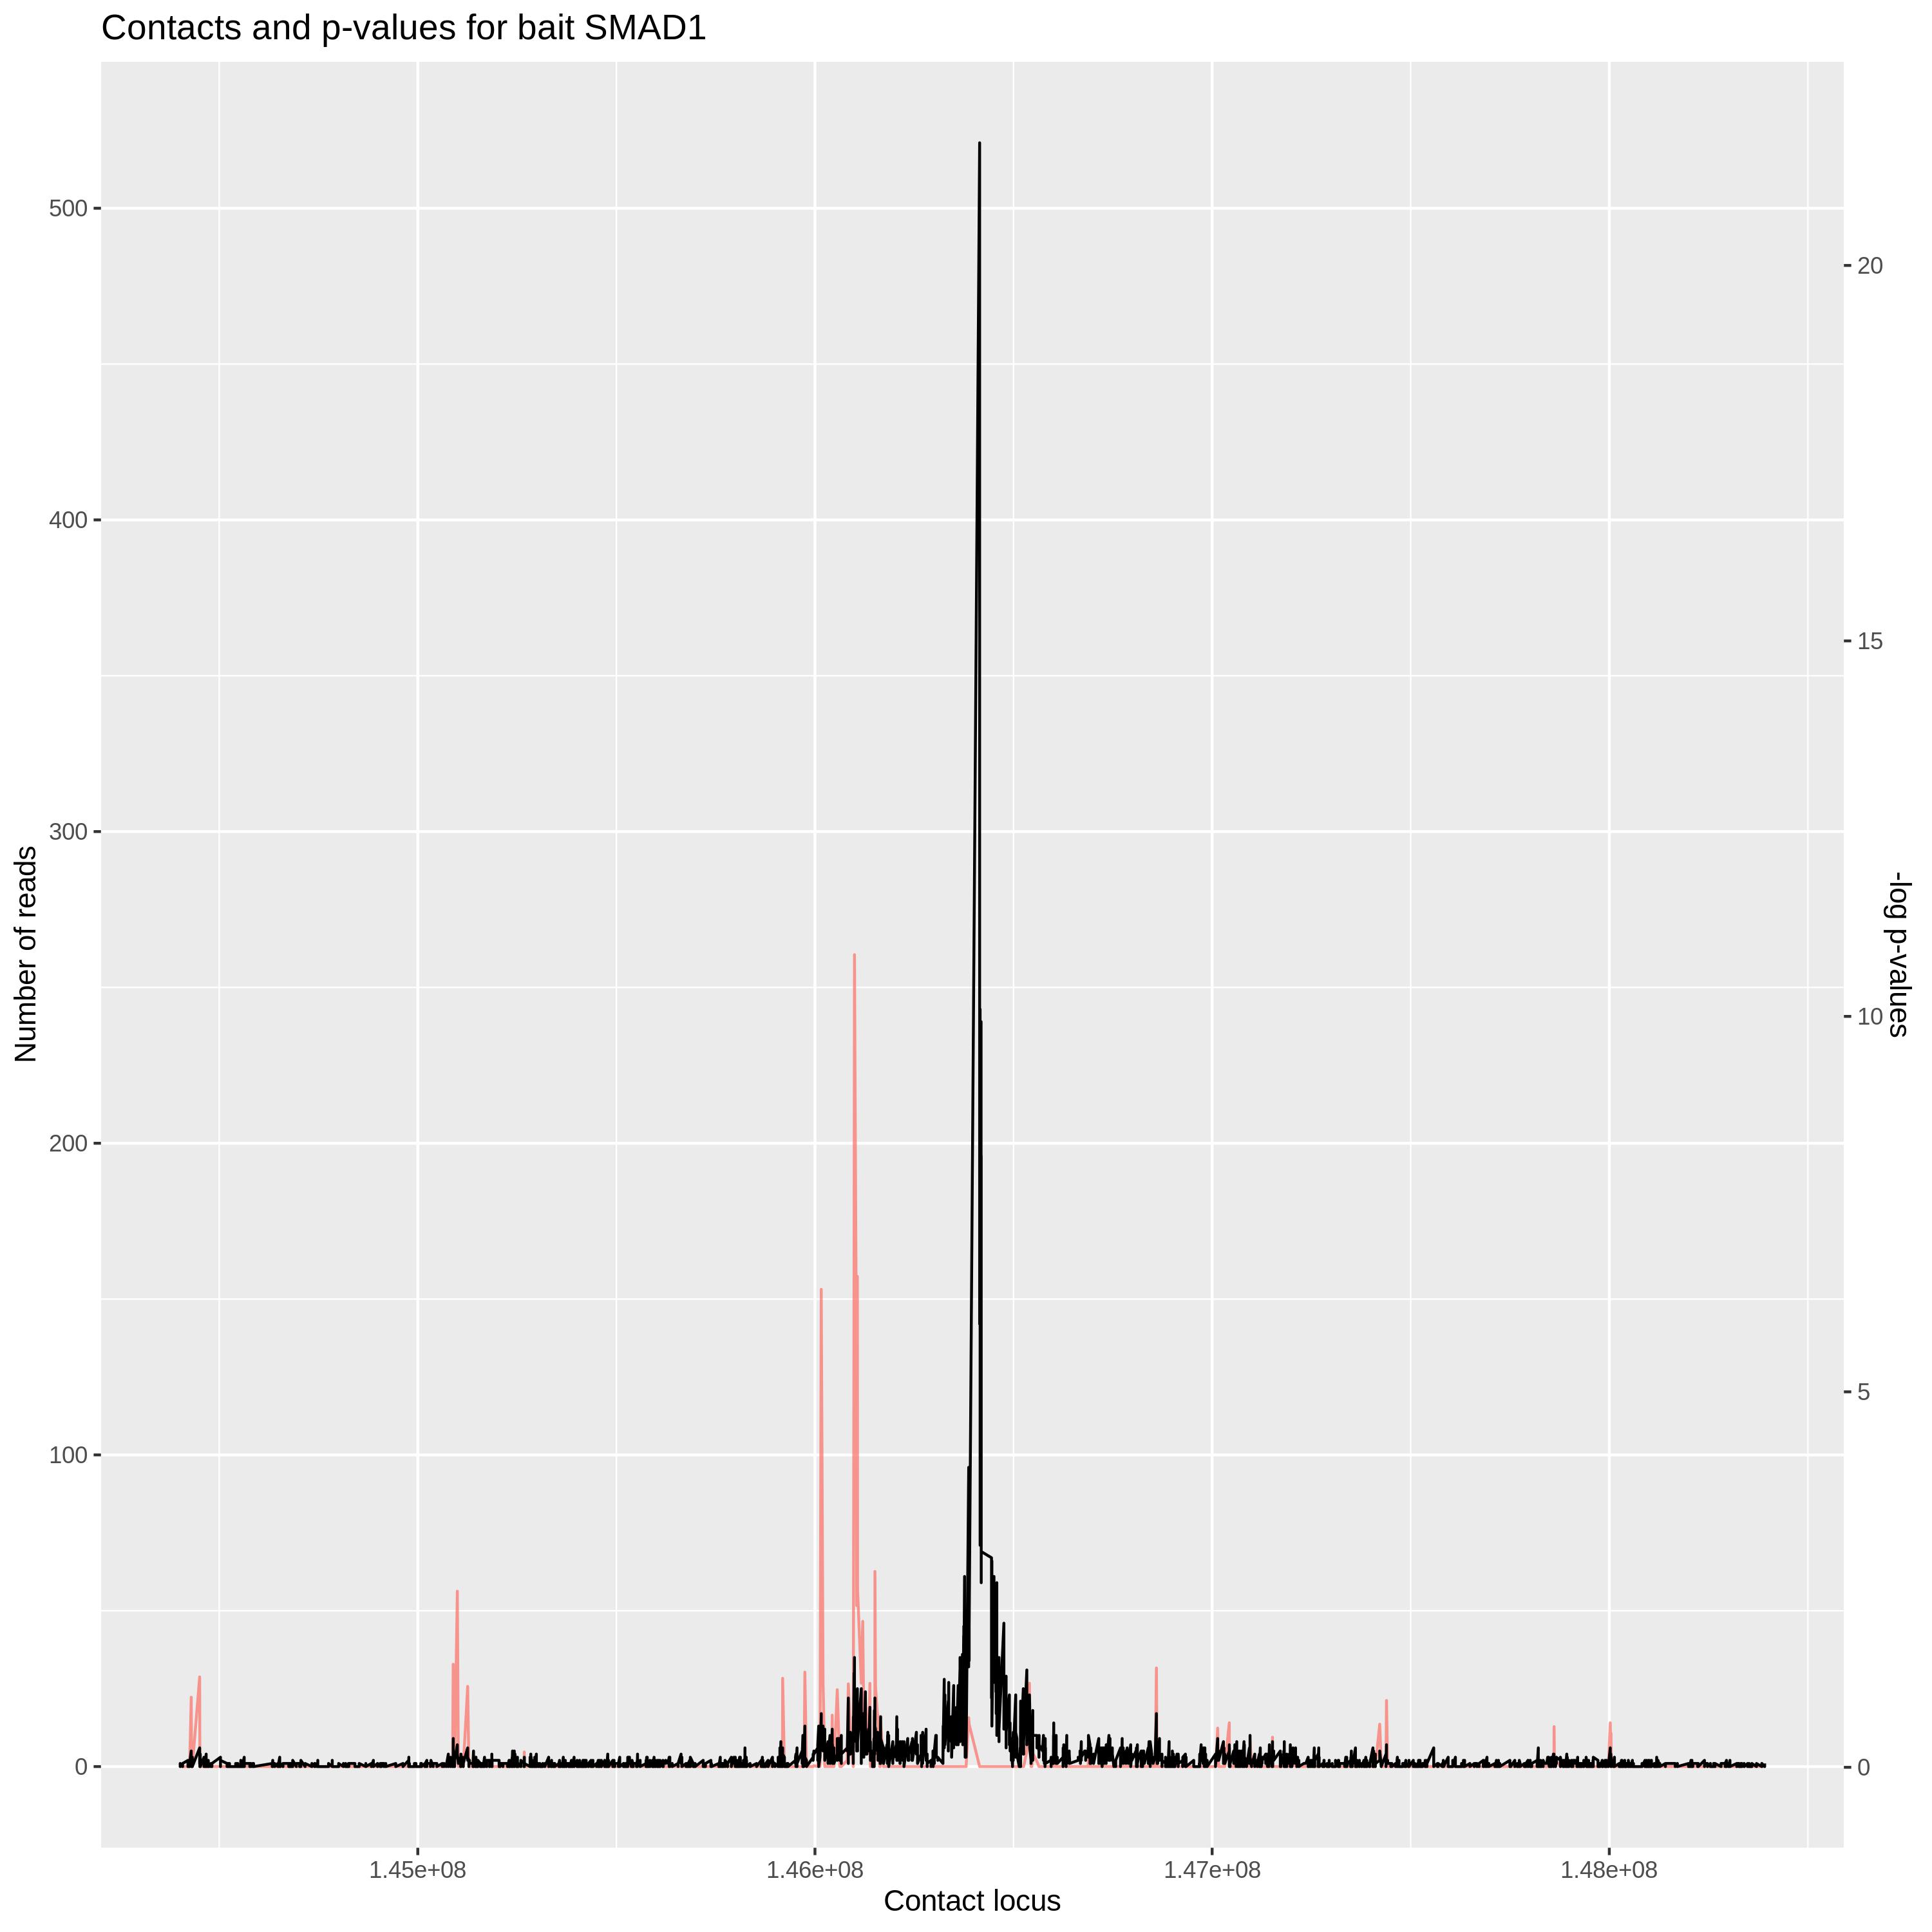 Contacts and p-values for bait SMAD1
500
400
300
200
100
0
Number of reads
20
15
10
5
0
-log p-values
1.45e+08 1.46e+08 1.47e+08 1.48e+08
Contact locus